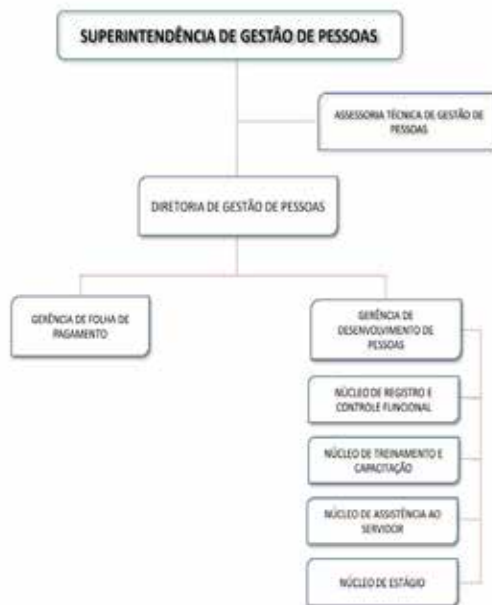 SUPERINTENDÊNCIA DE GESTÃO DE PESSOAS
ASSESSORIA TÉCNICA DE GESTÃO DE
PESSOAS
DIRETORIA DE GESTÃO DE PESSOAS
GERÊNCIA DE FOLHA DE
PAGAMENTO
GERÊNCIA DE
DESENVOLVIMENTO DE
PESSOAS
NÚCLEO DE REGISTRO E
CONTROLE FUNCIONAL
NÚCLEO DE TREINAMENTO E
CAPACITAÇÃO
NÚCLEO DE ASSISTÊNCIA AO
SERVIDOR
NÚCLEO DE ESTÁGIO